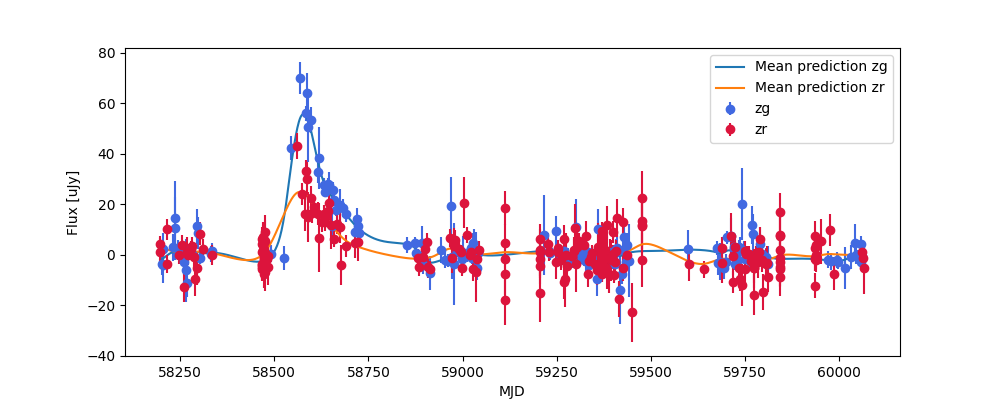 80
60
40
20
0
−20
−40
Flux [uJy]
58250
58500
58750
59000
59250
59500
59750
60000
MJD
Mean prediction zg
Mean prediction zr
zg
zr